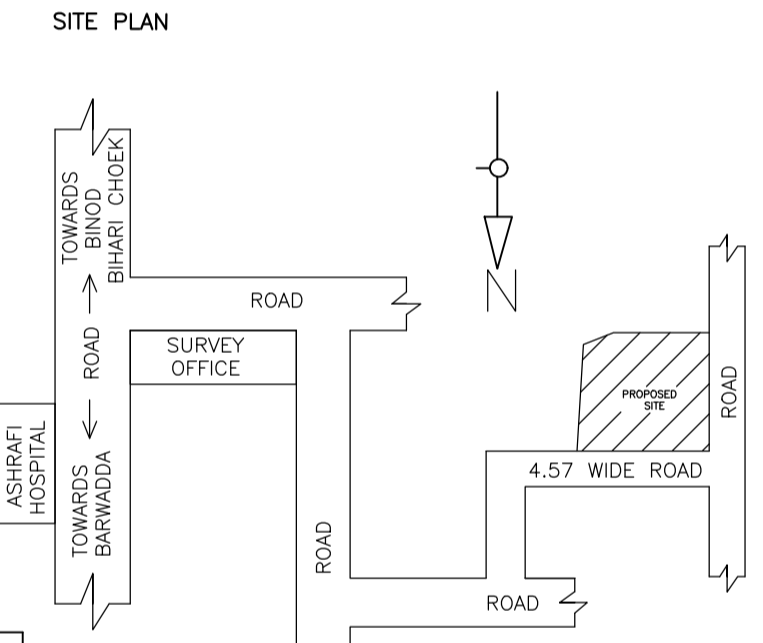 SITE PLAN
TOWARDS
BINOD
BIHARI CHOEK
ROAD
SURVEY
OFFICE
ROAD
N
ASHRAFI
HOSPITAL
TOWARDS
BARWADDA
ROAD
PROPOSED
SITE
ROAD
4.57 WIDE ROAD
ROAD